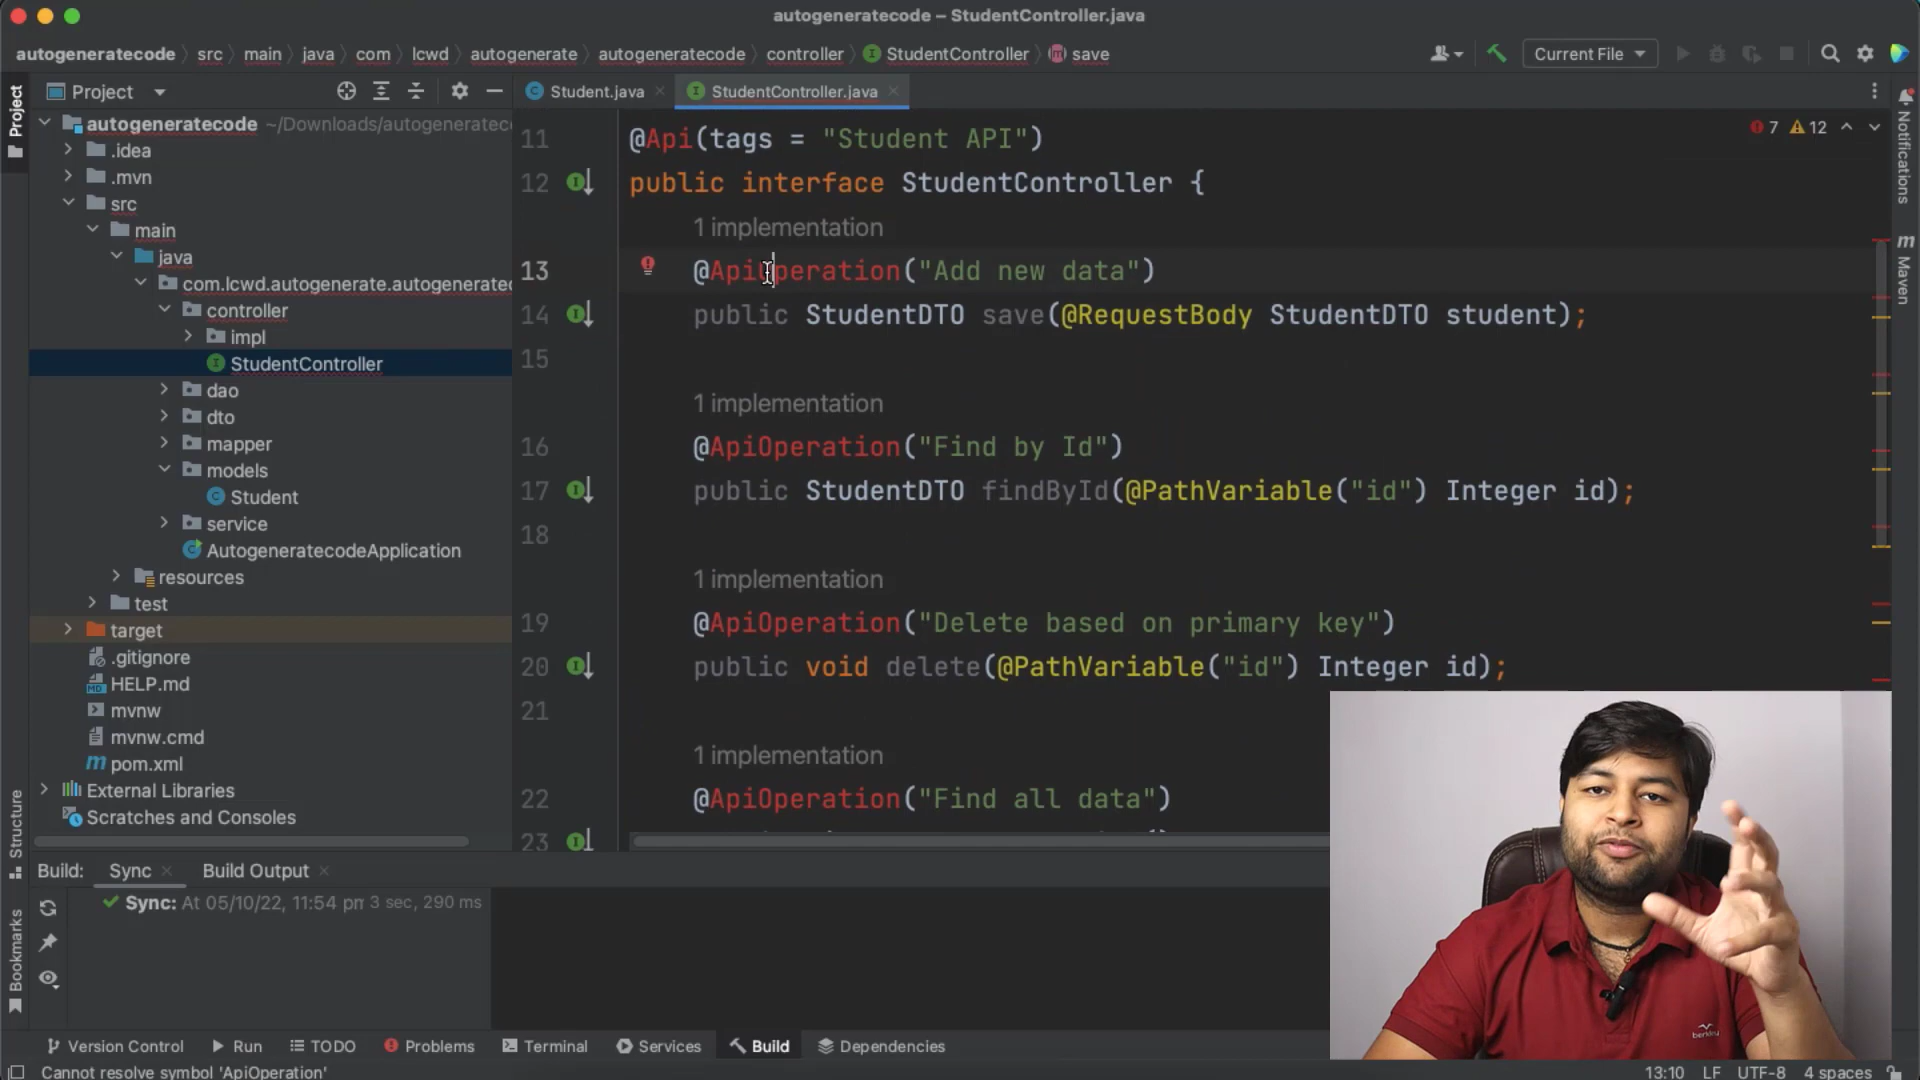 autogeneratecode – StudentController.java
autogeneratecode src main java com lcwd autogenerate autogeneratecode controller StudentController save
Current File
Project
Student.java
StudentController.java
Project
autogeneratecode ~/Downloads/autogeneratec
.idea
.mvn
src
main
java
com.lcwd.autogenerate.autogenerate
controller
impl
StudentController
dao
dto
mapper
models
Student
service
AutogeneratecodeApplication
resources
test
target
.gitignore
HELP.md
mvnw
mvnw.cmd
pom.xml
External Libraries
Scratches and Consoles
7 12
11 @Api(tags = "Student API")
12 public interface StudentController {
1 implementation
13 @ApiOperation("Add new data")
14 public StudentDTO save(@RequestBody StudentDTO student);
15
1 implementation
16 @ApiOperation("Find by Id")
17 public StudentDTO findById(@PathVariable("id") Integer id);
18
1 implementation
19 @ApiOperation("Delete based on primary key")
20 public void delete(@PathVariable("id") Integer id);
21
1 implementation
22 @ApiOperation("Find all data")
23
Notifications
Maven
Structure
Bookmarks
Build: Sync Build Output
Sync: At 05/10/22, 11:54 pm 3 sec, 290 ms
Version Control Run TODO Problems Terminal Services Build Dependencies
Cannot resolve symbol 'ApiOperation'
13:10 LF UTF-8 4 spaces